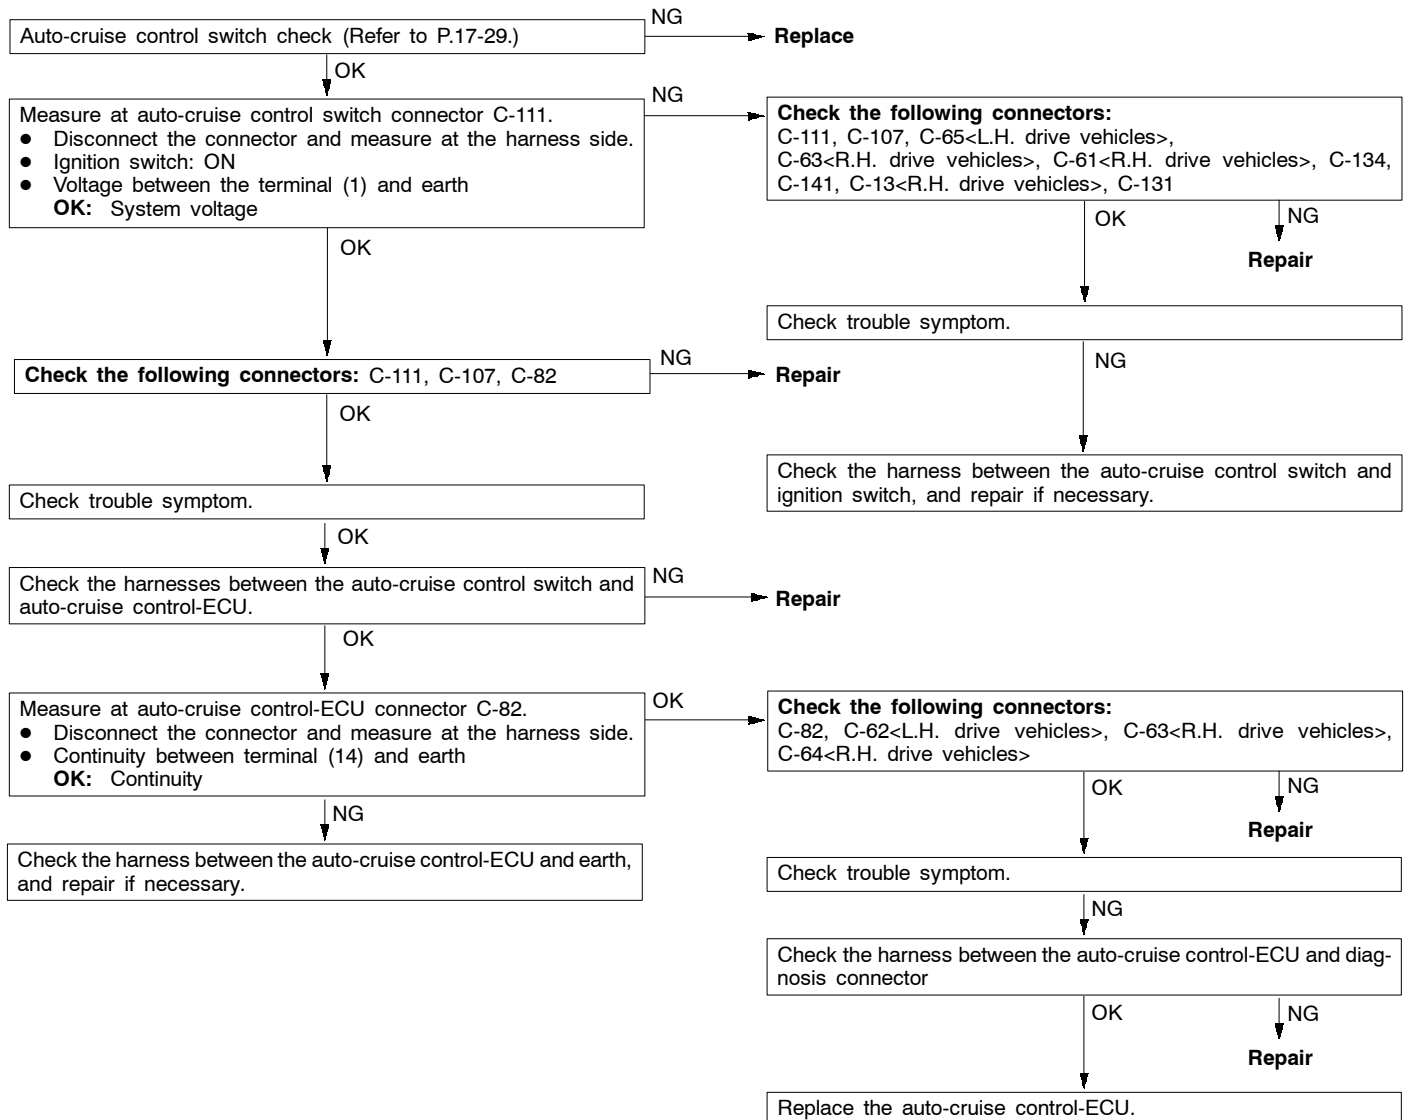 Auto-cruise control switch check (Refer to P.17-29.)
NG
Replace
OK
Measure at auto-cruise control switch connector C-111.
● Disconnect the connector and measure at the harness side.
● Ignition switch: ON
● Voltage between the terminal (1) and earth
OK: System voltage
NG
Check the following connectors:
C-111, C-107, C-65<L.H. drive vehicles>,
C-63<R.H. drive vehicles>, C-61<R.H. drive vehicles>, C-134,
C-141, C-13<R.H. drive vehicles>, C-131
OK
NG
Repair
OK
Check trouble symptom.
NG
Check the following connectors: C-111, C-107, C-82
NG
Repair
OK
Check the harness between the auto-cruise control switch and
ignition switch, and repair if necessary.
Check trouble symptom.
OK
Check the harnesses between the auto-cruise control switch and
auto-cruise control-ECU.
NG
Repair
OK
Measure at auto-cruise control-ECU connector C-82.
● Disconnect the connector and measure at the harness side.
● Continuity between terminal (14) and earth
OK: Continuity
OK
Check the following connectors:
C-82, C-62<L.H. drive vehicles>, C-63<R.H. drive vehicles>,
C-64<R.H. drive vehicles>
NG
Check the harness between the auto-cruise control-ECU and earth,
and repair if necessary.
OK
NG
Repair
Check trouble symptom.
NG
Check the harness between the auto-cruise control-ECU and diag-
nosis connector
OK
NG
Repair
Replace the auto-cruise control-ECU.